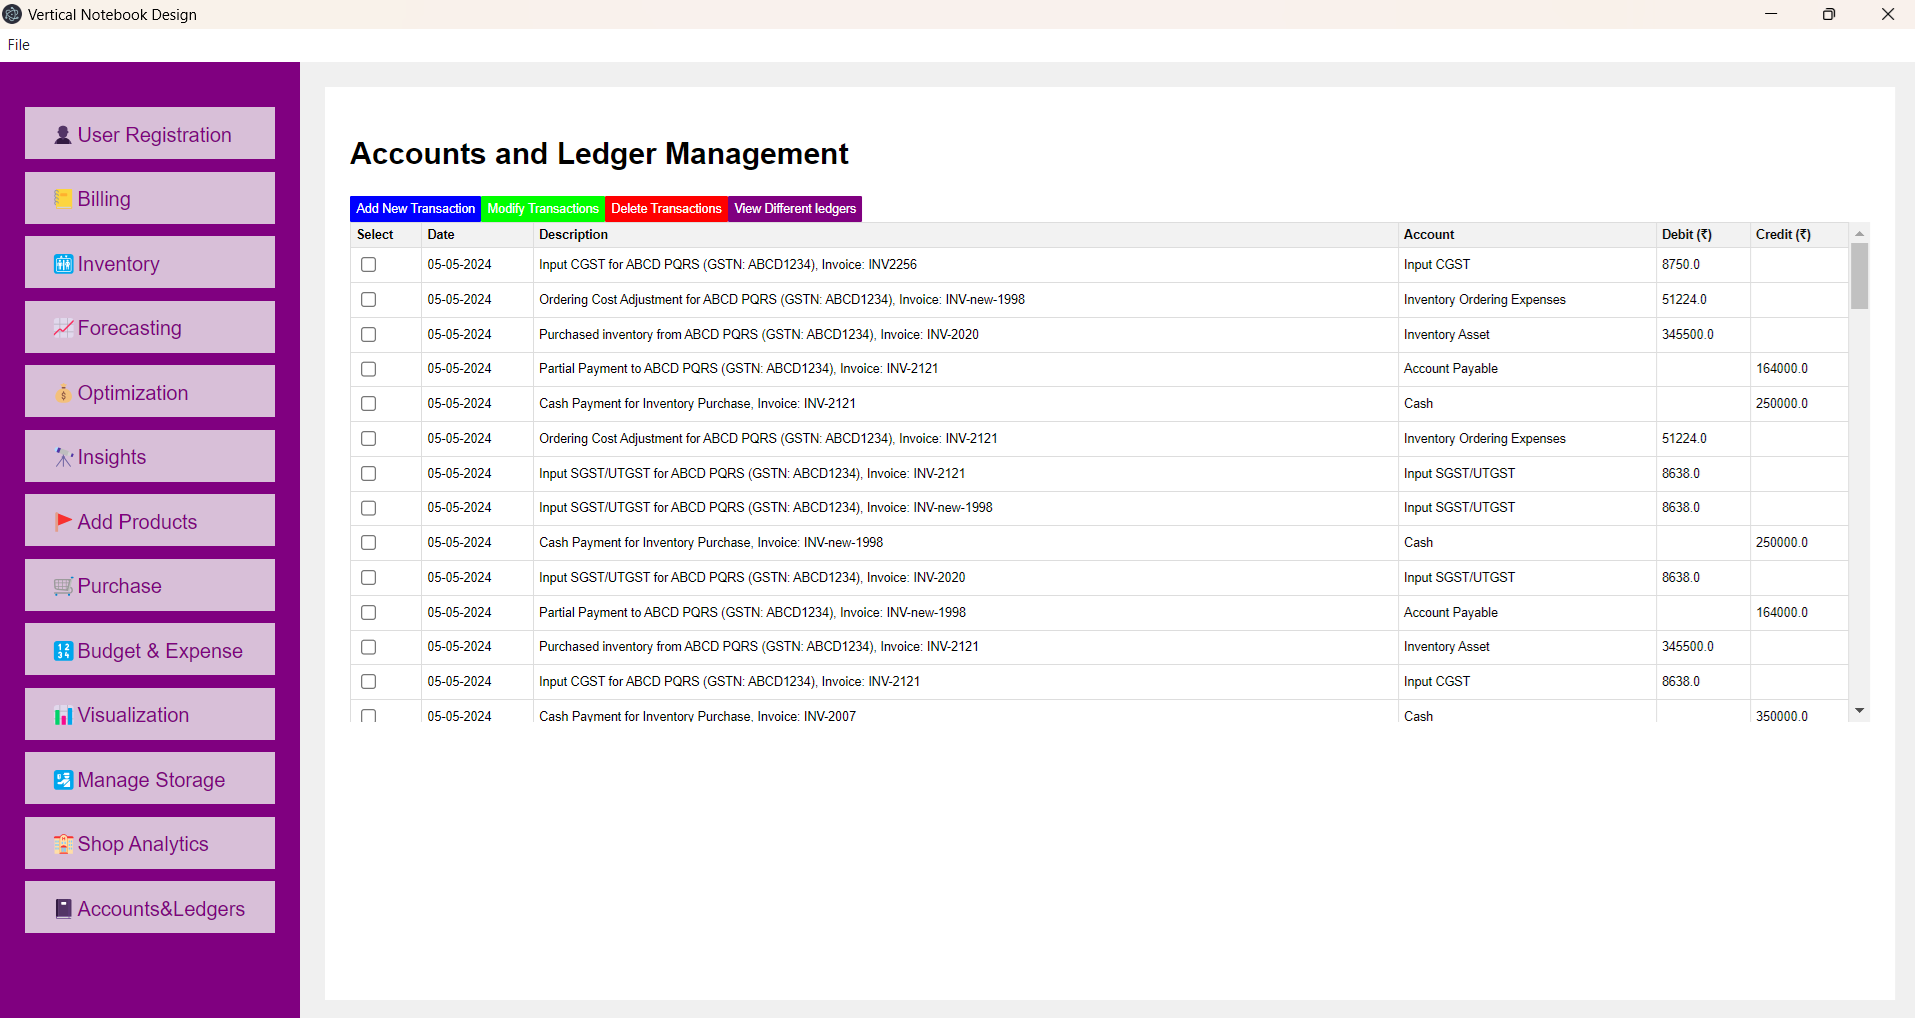 Vertical Notebook Design
File
User Registration
Billing
Inventory
Forecasting
Optimization
Insights
Add Products
Purchase
Budget & Expense
Visualization
Manage Storage
Shop Analytics
Accounts&Ledgers
Accounts and Ledger Management
Add New Transaction Modify Transactions Delete Transactions View Different ledgers
Select Date Description Account Debit (₹) Credit (₹)
05-05-2024 Input CGST for ABCD PQRS (GSTN: ABCD1234), Invoice: INV2256 Input CGST 8750.0
05-05-2024 Ordering Cost Adjustment for ABCD PQRS (GSTN: ABCD1234), Invoice: INV-new-1998 Inventory Ordering Expenses 51224.0
05-05-2024 Purchased inventory from ABCD PQRS (GSTN: ABCD1234), Invoice: INV-2020 Inventory Asset 345500.0
05-05-2024 Partial Payment to ABCD PQRS (GSTN: ABCD1234), Invoice: INV-2121 Account Payable 164000.0
05-05-2024 Cash Payment for Inventory Purchase, Invoice: INV-2121 Cash 250000.0
05-05-2024 Ordering Cost Adjustment for ABCD PQRS (GSTN: ABCD1234), Invoice: INV-2121 Inventory Ordering Expenses 51224.0
05-05-2024 Input SGST/UTGST for ABCD PQRS (GSTN: ABCD1234), Invoice: INV-2121 Input SGST/UTGST 8638.0
05-05-2024 Input SGST/UTGST for ABCD PQRS (GSTN: ABCD1234), Invoice: INV-new-1998 Input SGST/UTGST 8638.0
05-05-2024 Cash Payment for Inventory Purchase, Invoice: INV-new-1998 Cash 250000.0
05-05-2024 Input SGST/UTGST for ABCD PQRS (GSTN: ABCD1234), Invoice: INV-2020 Input SGST/UTGST 8638.0
05-05-2024 Partial Payment to ABCD PQRS (GSTN: ABCD1234), Invoice: INV-new-1998 Account Payable 164000.0
05-05-2024 Purchased inventory from ABCD PQRS (GSTN: ABCD1234), Invoice: INV-2121 Inventory Asset 345500.0
05-05-2024 Input CGST for ABCD PQRS (GSTN: ABCD1234), Invoice: INV-2121 Input CGST 8638.0
05-05-2024 Cash Payment for Inventory Purchase, Invoice: INV-2007 Cash 350000.0